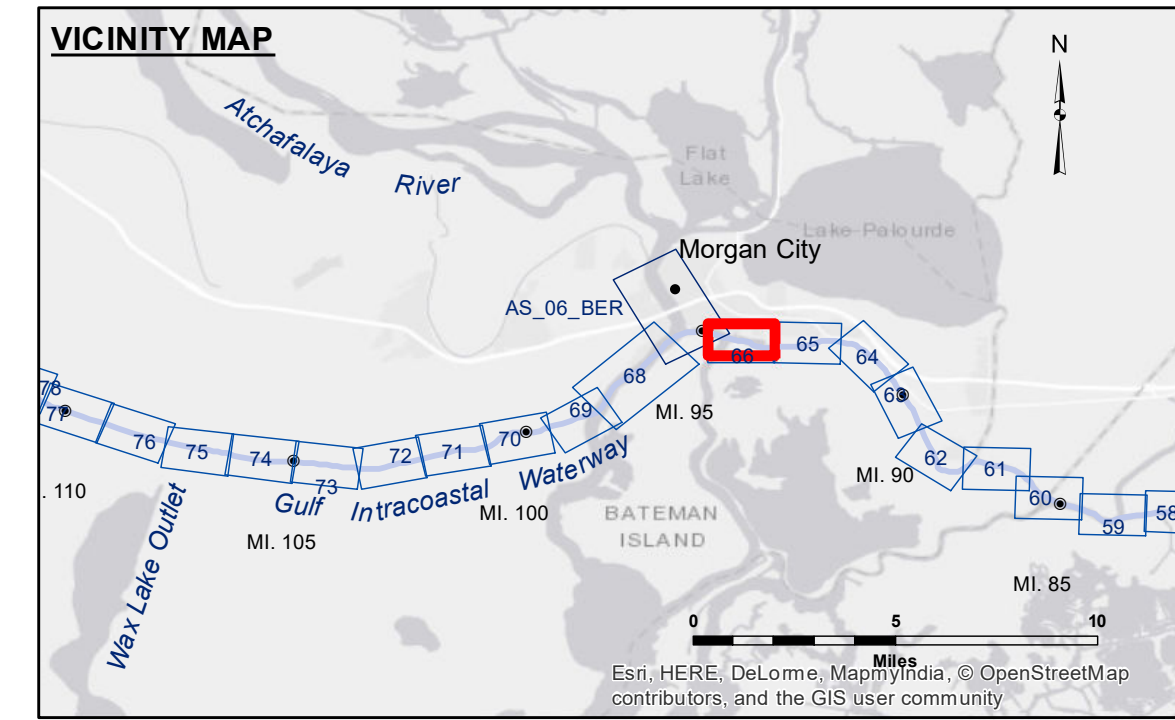 VICINITY MAP
N
Atchafalaya
River
Flat
Lake
Lake Palourde
Morgan City
AS_06_BER
66
65
64
63
62
61
60
59
58
68
69
70
71
72
73
74
75
76
77
78
MI. 95
MI. 90
MI. 85
MI. 100
MI. 105
. 110
Gulf Intracoastal Waterway
Wax Lake Outlet
BATEMAN
ISLAND
0 5 10
Miles
Esri, HERE, DeLorme, MapmyIndia, © OpenStreetMap
contributors, and the GIS user community